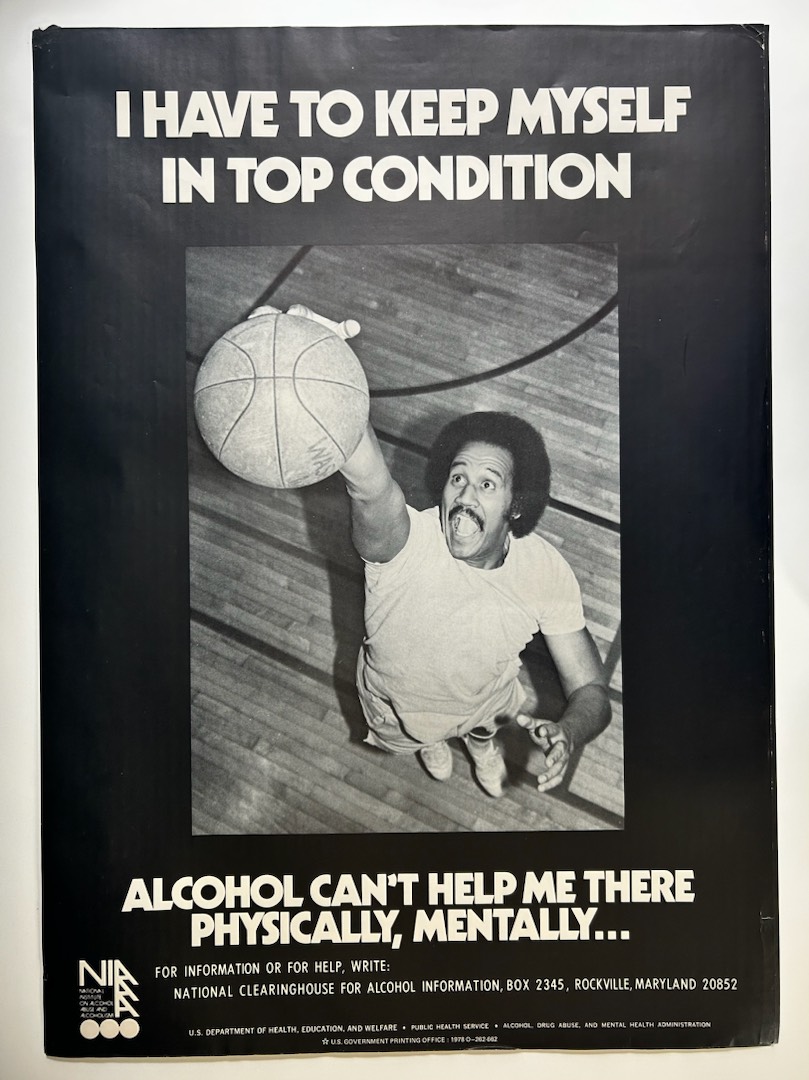 I HAVE TO KEEP MYSELF
IN TOP CONDITION
WAS
ALCOHOL CAN'T HELP ME THERE
PHYSICALLY, MENTALLY...
NIAAA
NATIONAL
INSTITUTE
ON ALCOHOL
ABUSE AND
ALCOHOLISM
FOR INFORMATION OR FOR HELP, WRITE:
NATIONAL CLEARINGHOUSE FOR ALCOHOL INFORMATION, BOX 2345, ROCKVILLE, MARYLAND 20852
U.S. DEPARTMENT OF HEALTH, EDUCATION, AND WELFARE • PUBLIC HEALTH SERVICE • ALCOHOL, DRUG ABUSE, AND MENTAL HEALTH ADMINISTRATION
☆ U.S. GOVERNMENT PRINTING OFFICE : 1978 O—262-662